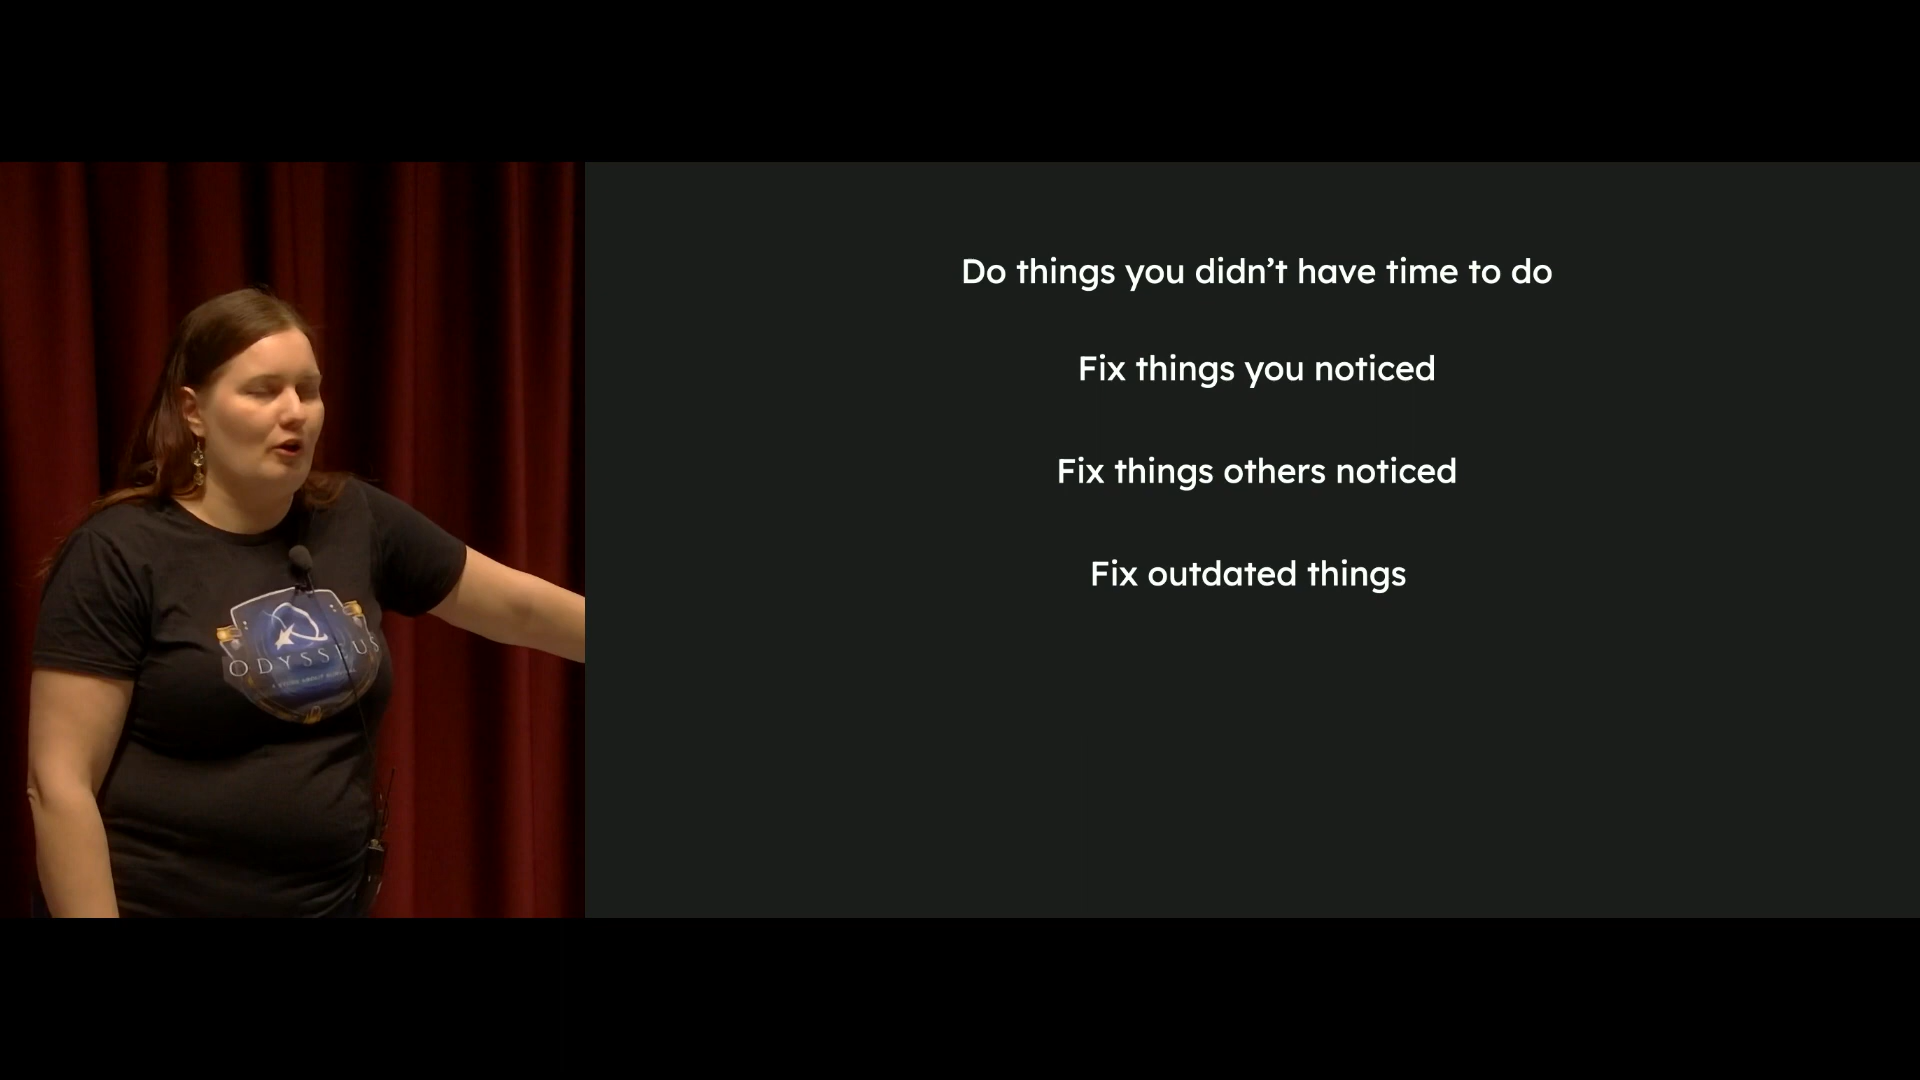 Do things you didn’t have time to do
Fix things you noticed
Fix things others noticed
Fix outdated things
ODYSSEUS